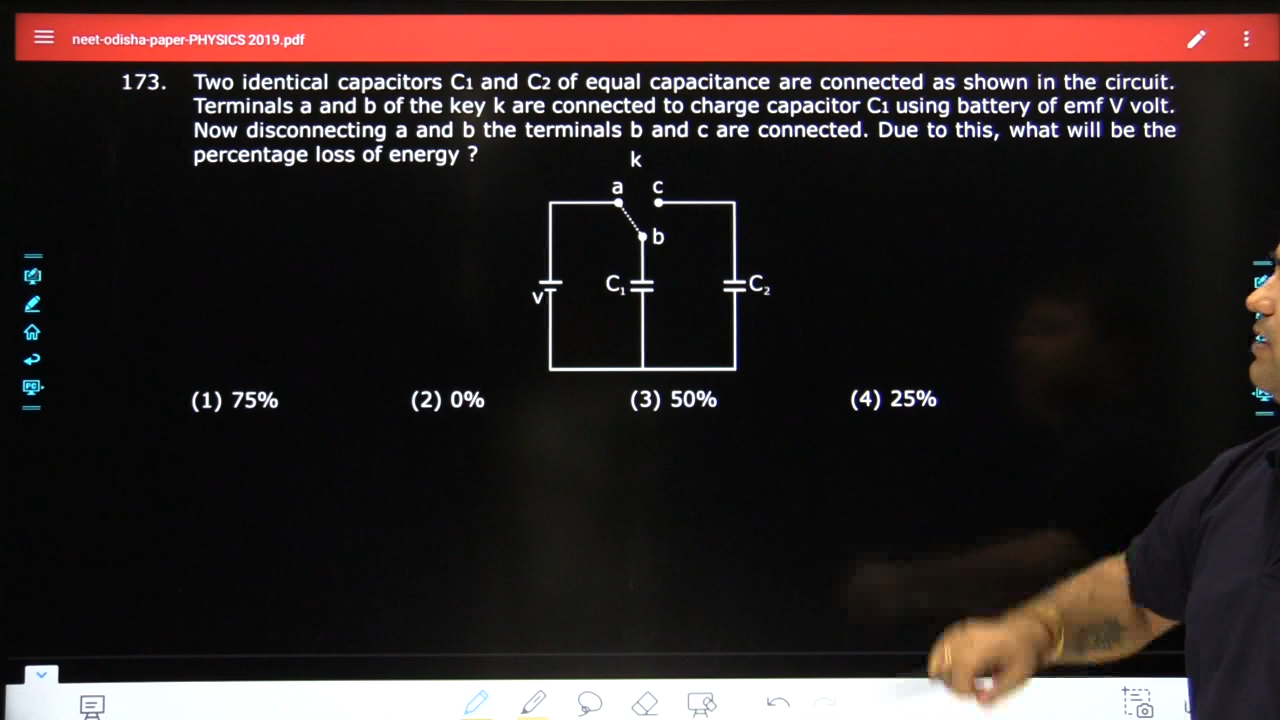 neet-odisha-paper-PHYSICS 2019.pdf
173. Two identical capacitors C1 and C2 of equal capacitance are connected as shown in the circuit.
Terminals a and b of the key k are connected to charge capacitor C1 using battery of emf V volt.
Now disconnecting a and b the terminals b and c are connected. Due to this, what will be the
percentage loss of energy ?
k
a c
b
V C₁ C₂
(1) 75% (2) 0% (3) 50% (4) 25%
PC